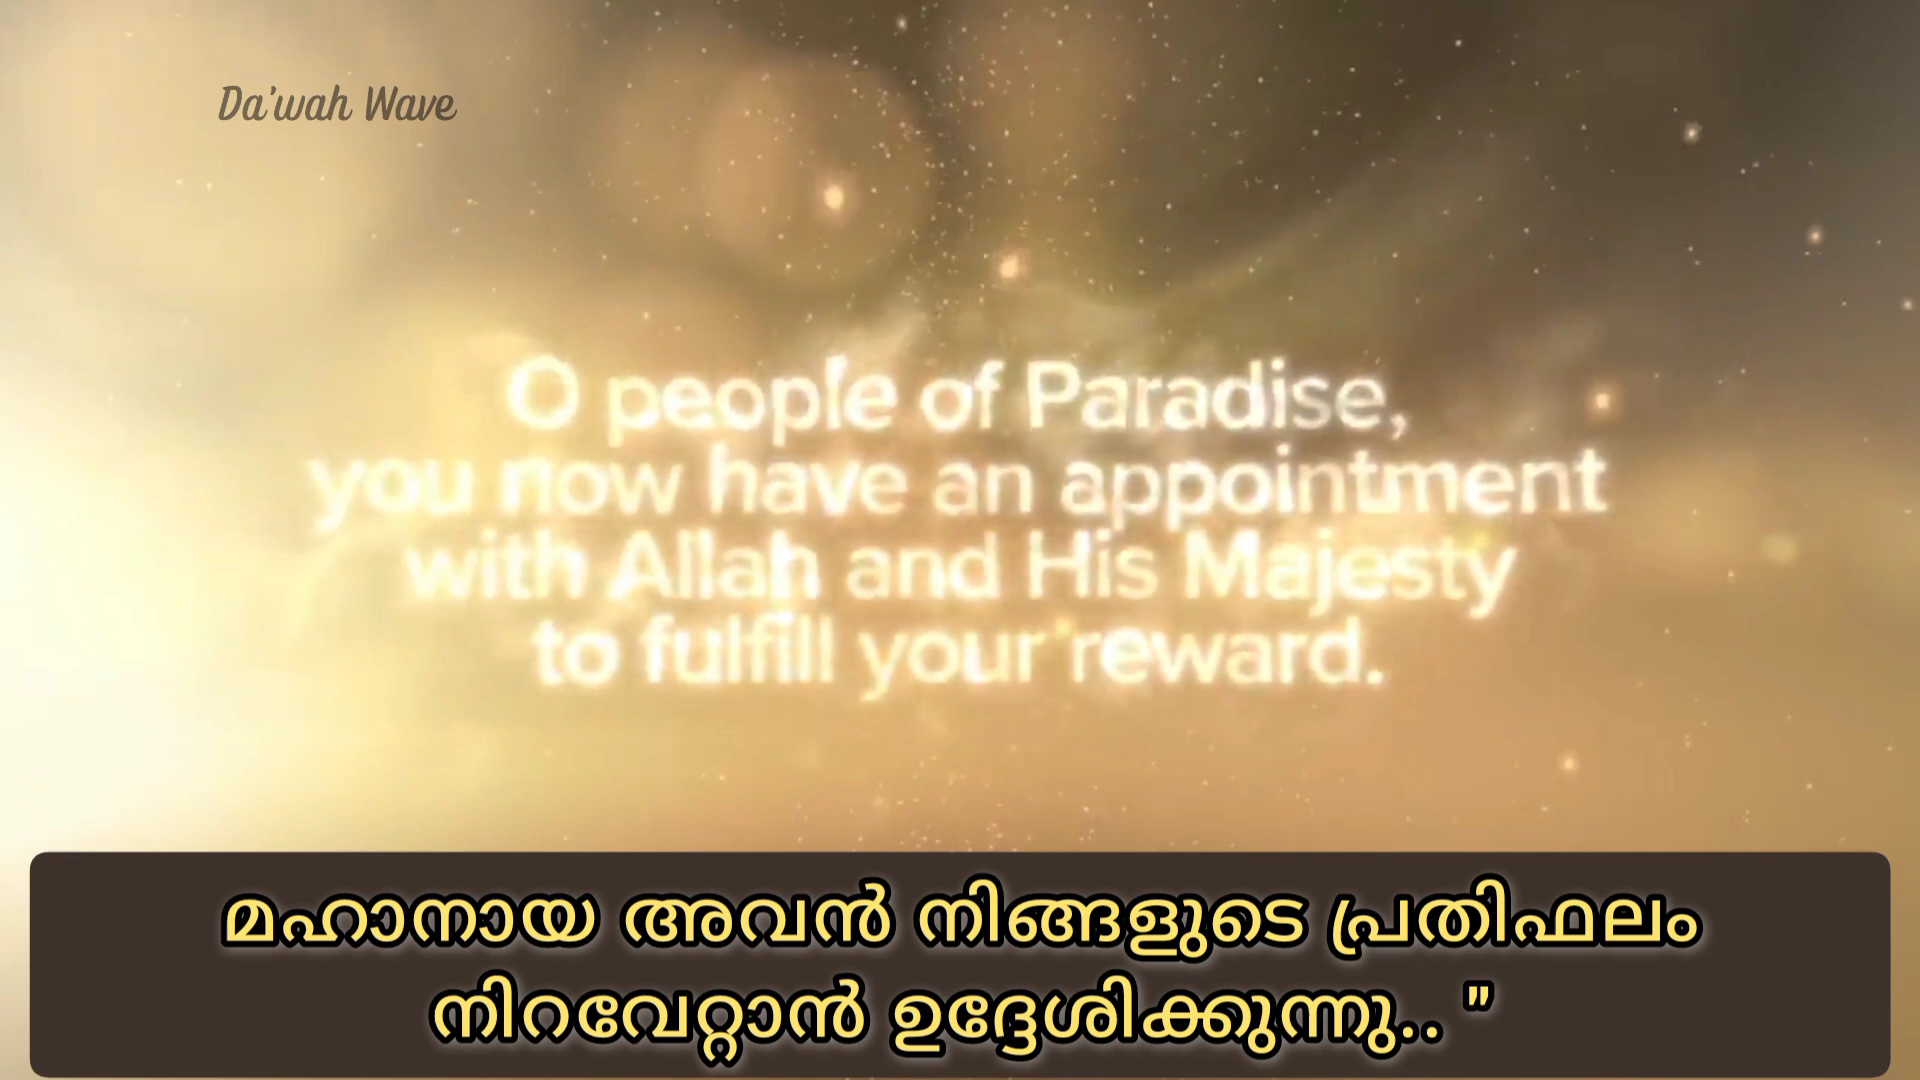 Da'wah Wave
O people of Paradise,
you now have an appointment
with Allah and His Majesty
to fulfill your reward.
മഹാനായ അവൻ നിങ്ങളുടെ പ്രതിഫലം
നിറവേറ്റാൻ ഉദ്ദേശിക്കുന്നു.. "